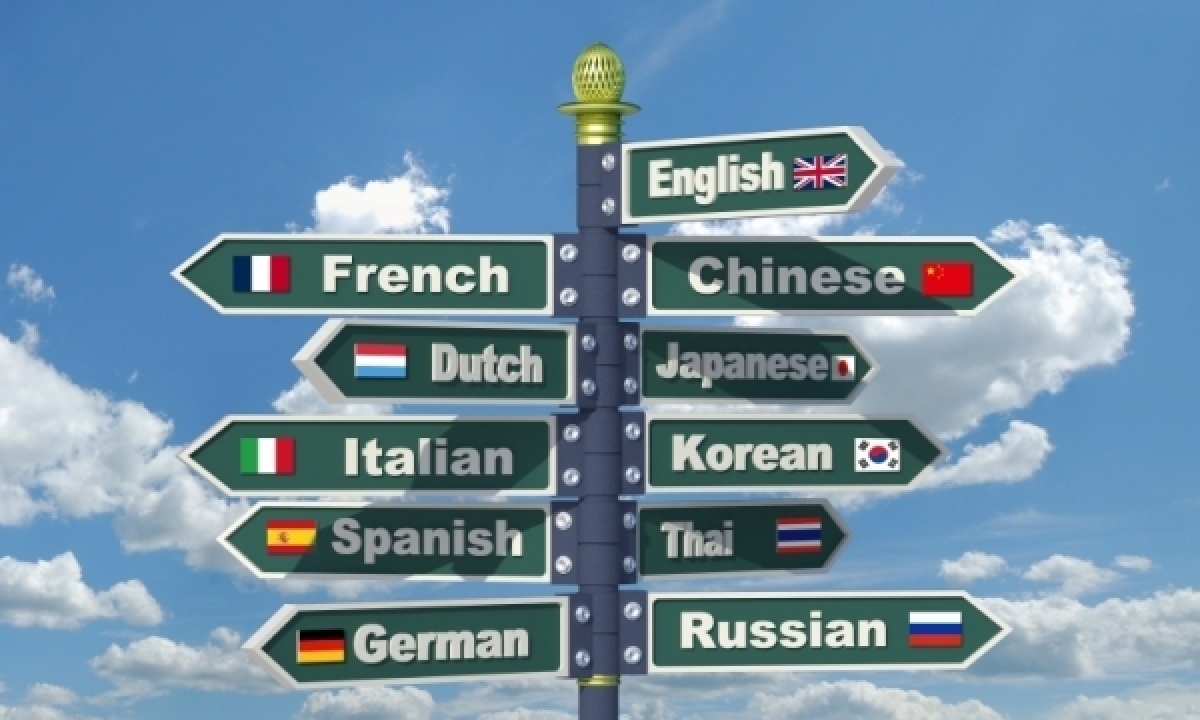 English
French
Chinese
Dutch
Japanese
Italian
Korean
Spanish
Thai
German
Russian